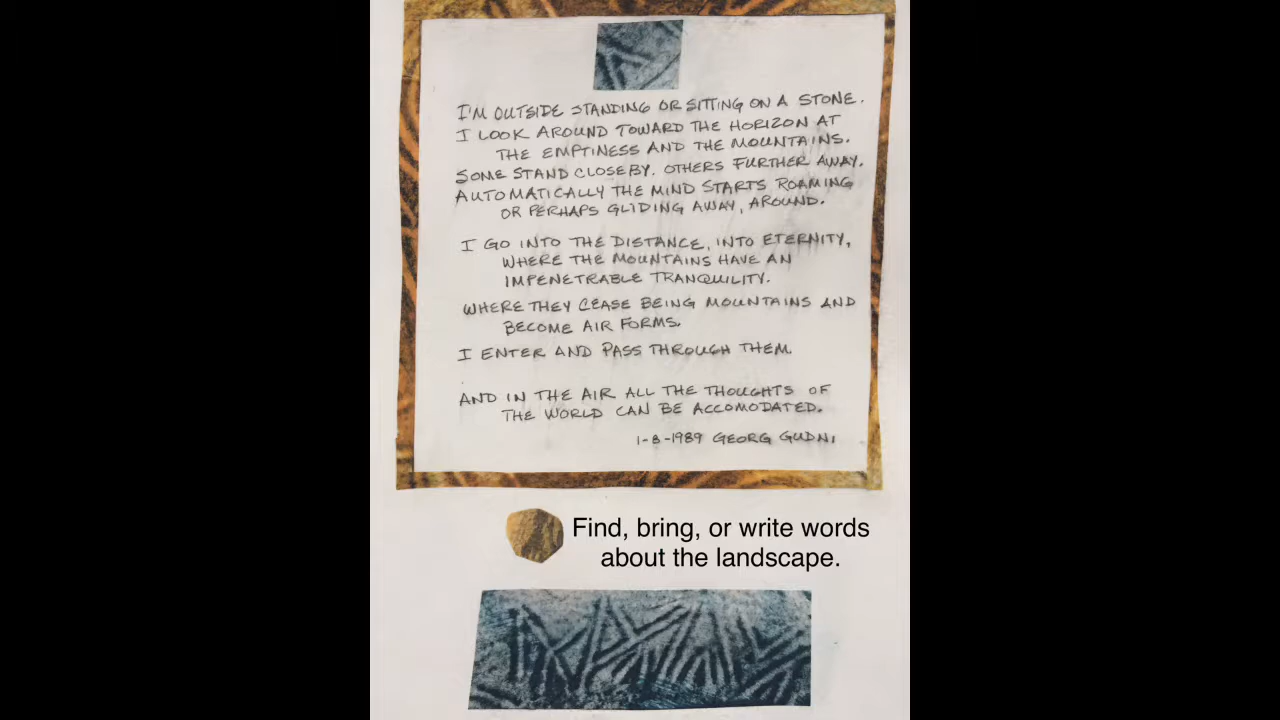 I'M OUTSIDE STANDING OR SITTING ON A STONE.
I LOOK AROUND TOWARD THE HORIZON AT
THE EMPTINESS AND THE MOUNTAINS.
SOME STAND CLOSEBY. OTHERS FURTHER AWAY.
AUTOMATICALLY THE MIND STARTS ROAMING
OR PERHAPS GLIDING AWAY, AROUND.
I GO INTO THE DISTANCE, INTO ETERNITY,
WHERE THE MOUNTAINS HAVE AN
IMPENETRABLE TRANQUILITY.
WHERE THEY CEASE BEING MOUNTAINS AND
BECOME AIR FORMS.
I ENTER AND PASS THROUGH THEM.
AND IN THE AIR ALL THE THOUGHTS OF
THE WORLD CAN BE ACCOMODATED.
1-8-1989 GEORG GUDNI
Find, bring, or write words
about the landscape.